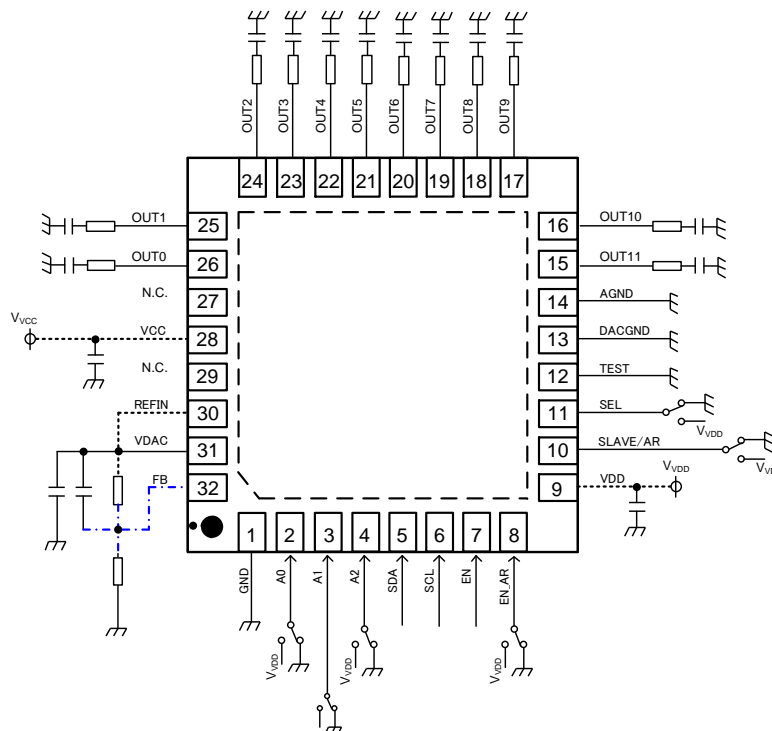 OUT2
OUT3
OUT4
OUT5
OUT6
OUT7
OUT8
OUT9
24
23
22
21
20
19
18
17
OUT1
25
16
OUT10
OUT0
26
15
OUT11
N.C.
27
14
AGND
VVCC
VCC
28
13
DACGND
N.C.
29
12
TEST
REFIN
30
11
SEL
VVDD
VDAC
31
10
SLAVE/AR
FB
32
9
VDD
VVDD
1
2
3
4
5
6
7
8
GND
A0
A1
A2
SDA
SCL
EN
EN_AR
VVDD
VVDD
VVDD